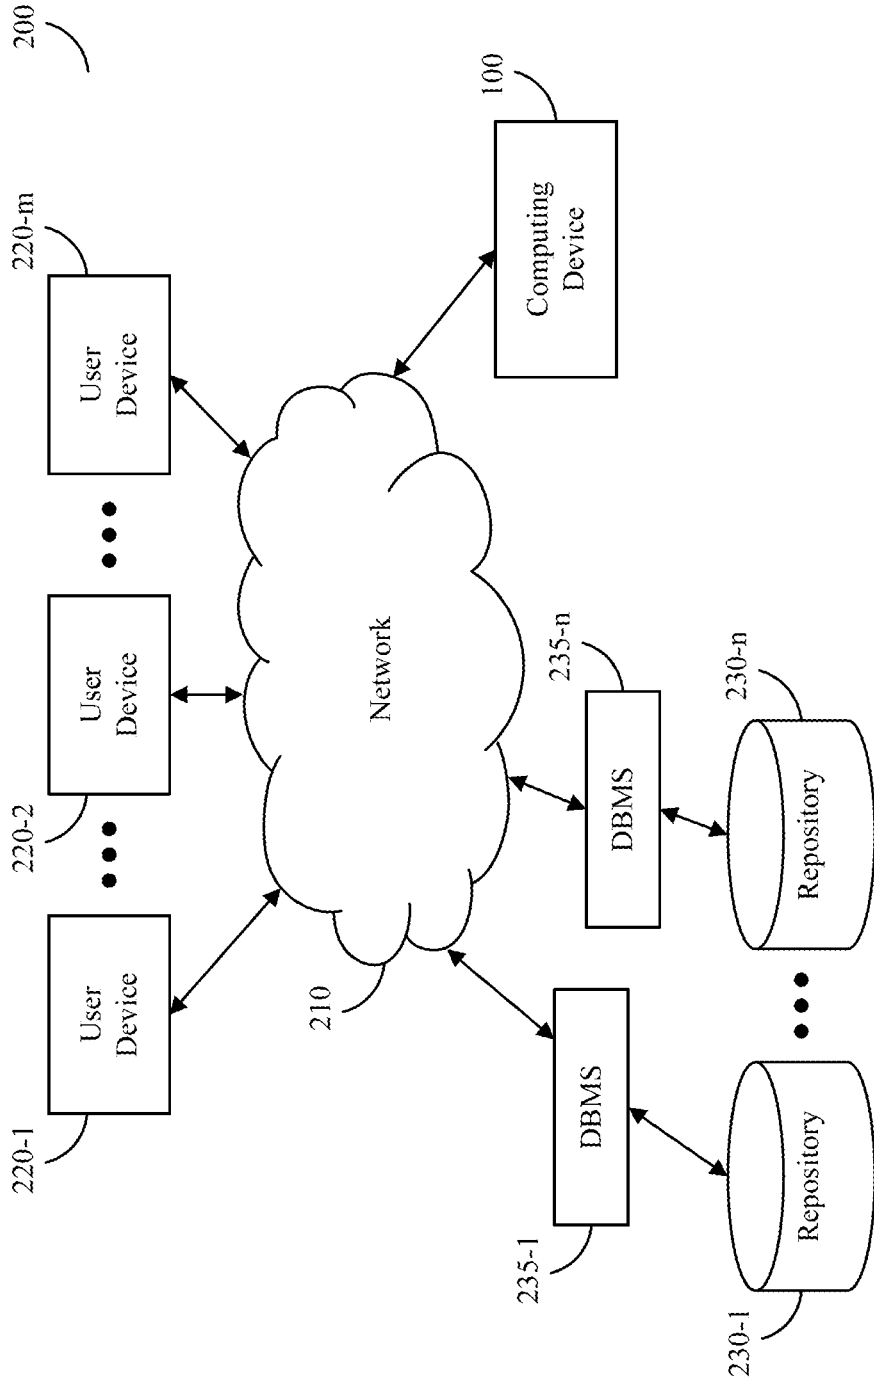 200
220-1
220-2
220-m
User
Device
User
Device
User
Device
Network
210
100
Computing
Device
235-1
DBMS
235-n
DBMS
230-1
Repository
230-n
Repository